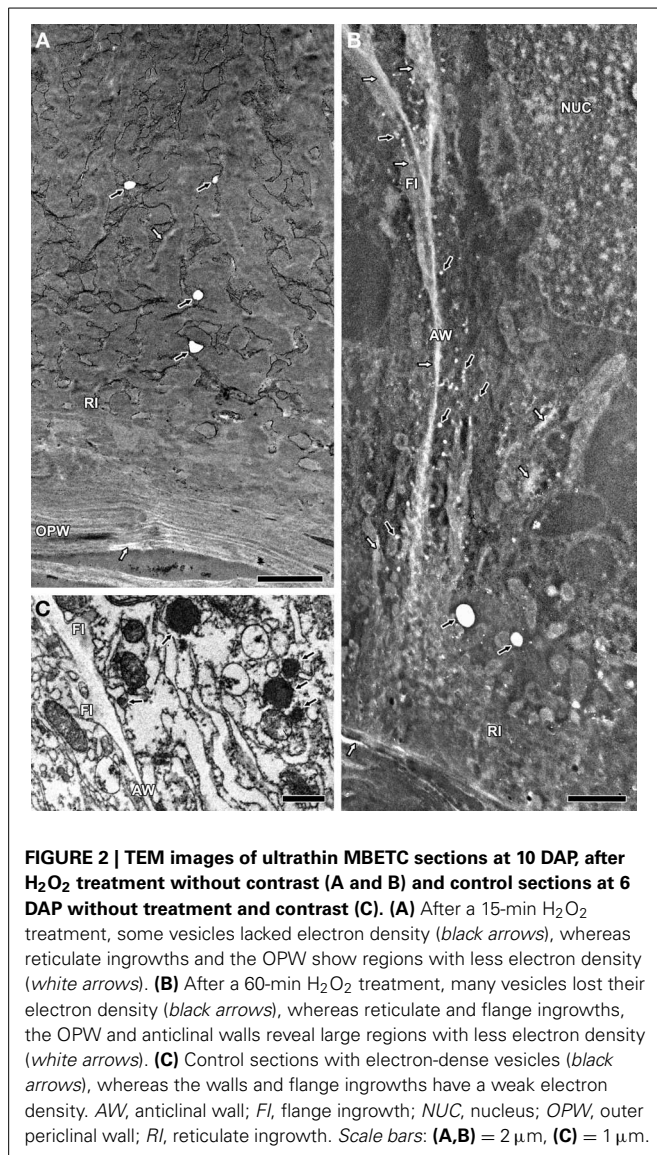 A
B
NUC
FI
AW
RI
OPW
RI
C
FI
FI
AW
FIGURE 2 | TEM images of ultrathin MBETC sections at 10 DAP, after
H₂O₂ treatment without contrast (A and B) and control sections at 6
DAP without treatment and contrast (C). (A) After a 15-min H₂O₂
treatment, some vesicles lacked electron density (black arrows), whereas
reticulate ingrowths and the OPW show regions with less electron density
(white arrows). (B) After a 60-min H₂O₂ treatment, many vesicles lost their
electron density (black arrows), whereas reticulate and flange ingrowths,
the OPW and anticlinal walls reveal large regions with less electron density
(white arrows). (C) Control sections with electron-dense vesicles (black
arrows), whereas the walls and flange ingrowths have a weak electron
density. AW, anticlinal wall; FI, flange ingrowth; NUC, nucleus; OPW, outer
periclinal wall; RI, reticulate ingrowth. Scale bars: (A,B) = 2 μm, (C) = 1 μm.